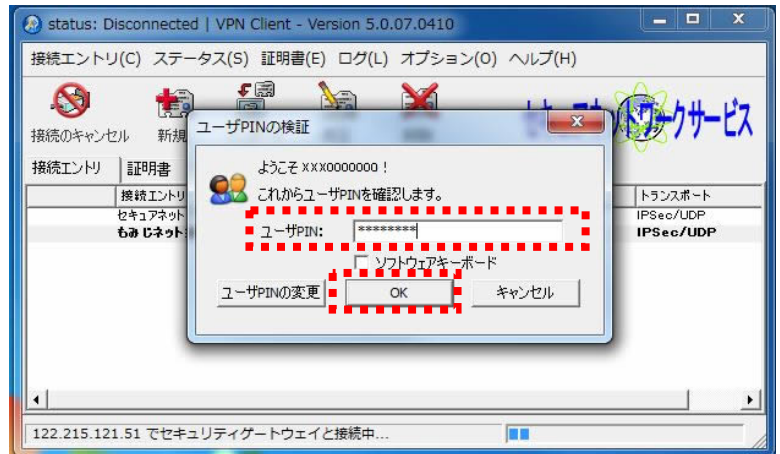 status: Disconnected | VPN Client - Version 5.0.07.0410
接続エントリ(C) ステータス(S) 証明書(E) ログ(L) オプション(O) ヘルプ(H)
接続のキャンセル 新規
ワークサービス
接続エントリ 証明書
接続エントリ トランスポート
セキュアネット IPSec/UDP
もみじネット IPSec/UDP
ユーザPINの検証
ようこそ xxx0000000 !
これからユーザPINを確認します。
ユーザPIN: ********
ソフトウェアキーボード
ユーザPINの変更 OK キャンセル
122.215.121.51 でセキュリティゲートウェイと接続中...